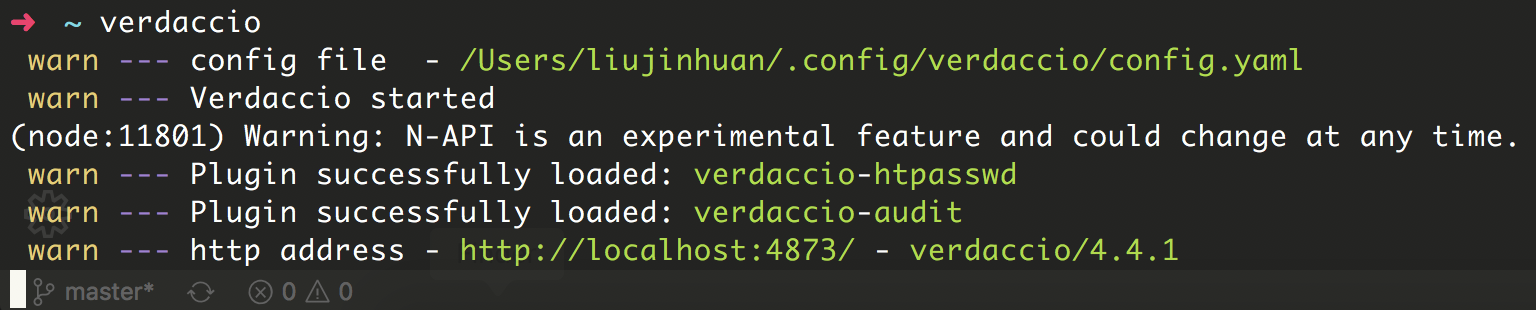 ➜ ~ verdaccio
warn --- config file - /Users/liujinhuan/.config/verdaccio/config.yaml
warn --- Verdaccio started
(node:11801) Warning: N-API is an experimental feature and could change at any time.
warn --- Plugin successfully loaded: verdaccio-htpasswd
warn --- Plugin successfully loaded: verdaccio-audit
warn --- http address - http://localhost:4873/ - verdaccio/4.4.1
master* 0 0